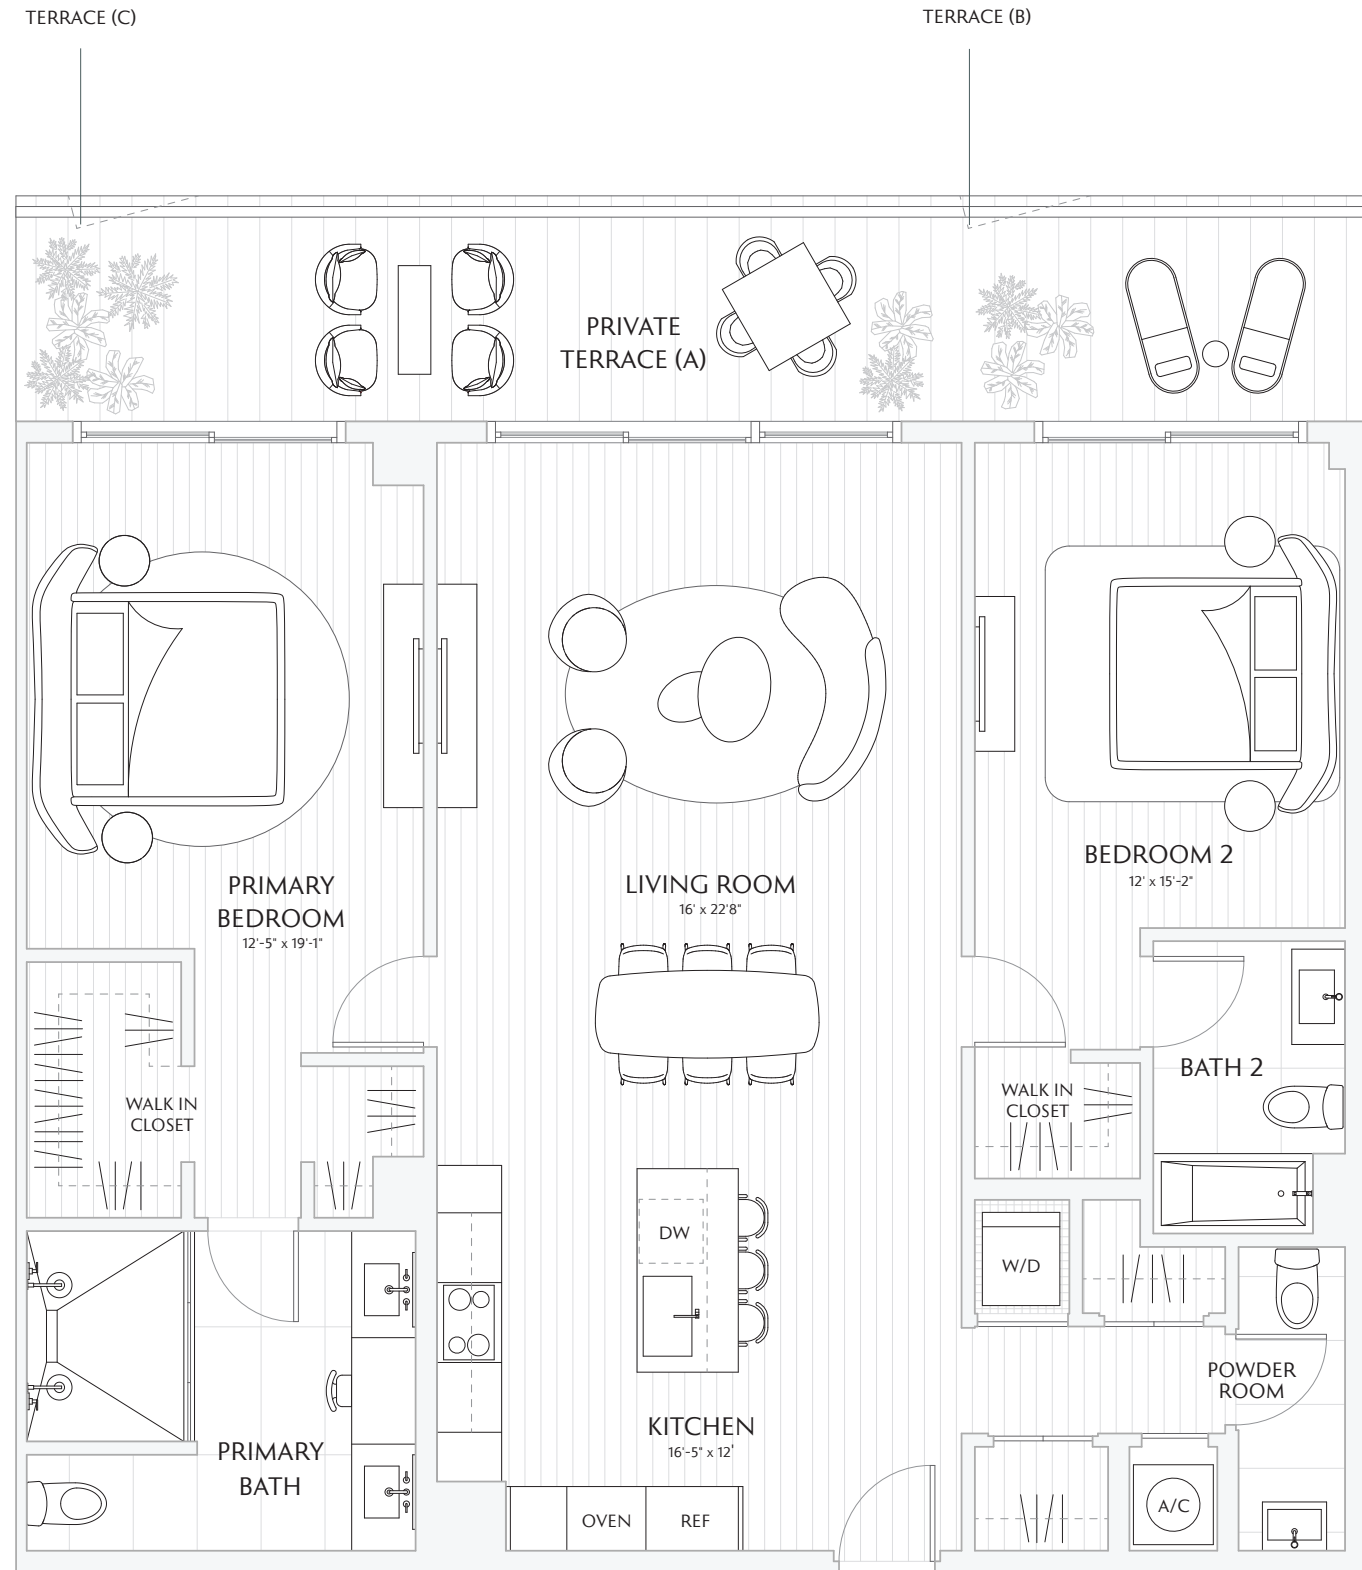 TERRACE (C)
TERRACE (B)
PRIVATE
TERRACE (A)
PRIMARY
BEDROOM
12'-5" x 19'-1"
LIVING ROOM
16' x 22'8"
BEDROOM 2
12' x 15'-2"
WALK IN
CLOSET
WALK IN
CLOSET
BATH 2
DW
W/D
POWDER
ROOM
KITCHEN
16'-5" x 12'
PRIMARY
BATH
OVEN
REF
A/C